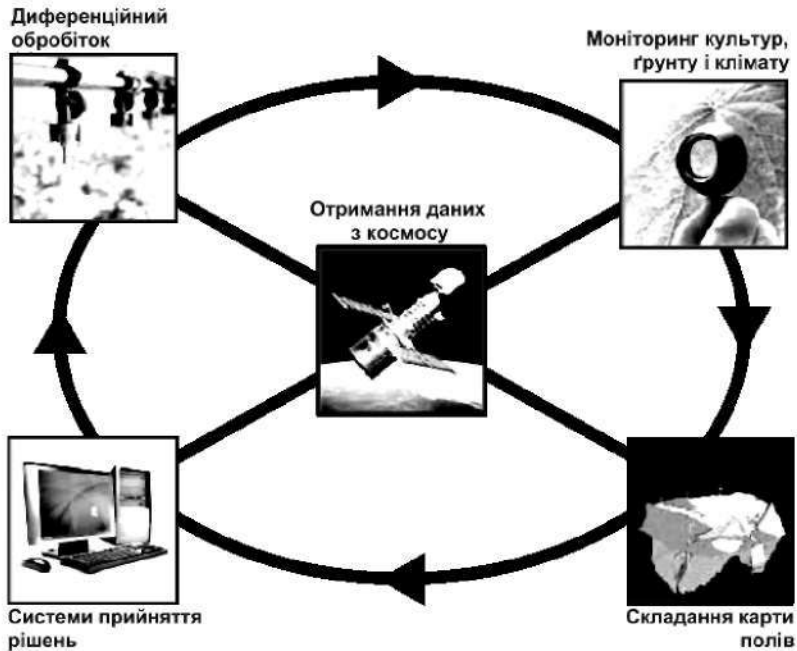 Диференційний
обробіток
Моніторинг культур,
ґрунту і клімату
Отримання даних
з космосу
Системи прийняття
рішень
Складання карти
полів